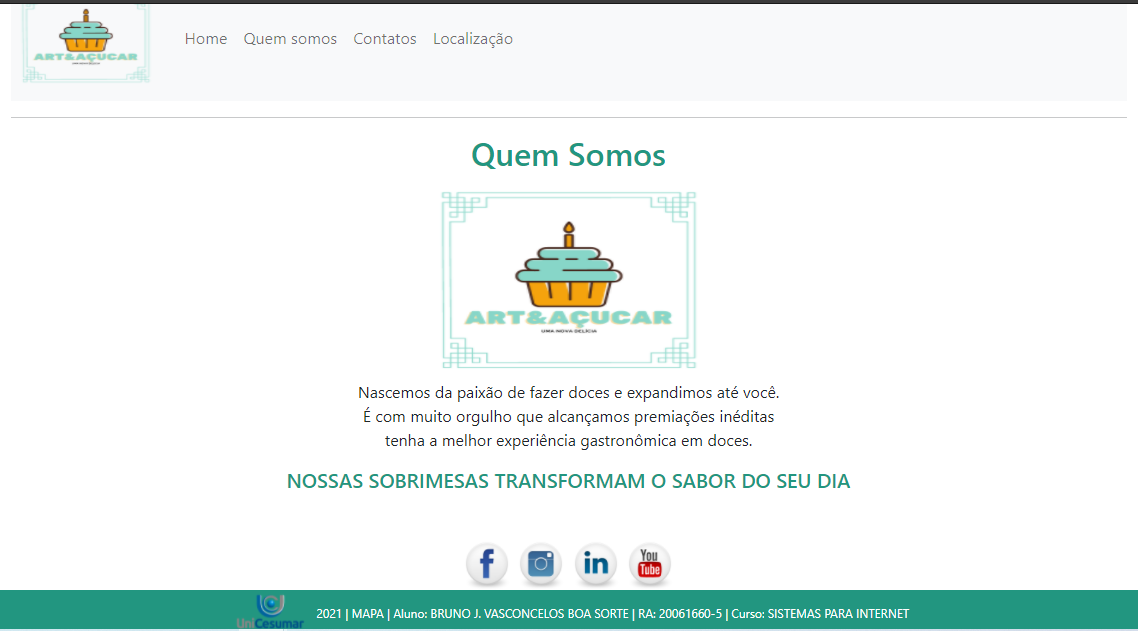 ART&AÇUCAR
Home Quem somos Contatos Localização
Quem Somos
ART&AÇUCAR
UMA NOVA DELÍCIA
Nascemos da paixão de fazer doces e expandimos até você.
É com muito orgulho que alcançamos premiações inéditas
tenha a melhor experiência gastronômica em doces.
NOSSAS SOBRIMESAS TRANSFORMAM O SABOR DO SEU DIA
f in You
Tube
UniCesumar 2021 | MAPA | Aluno: BRUNO J. VASCONCELOS BOA SORTE | RA: 20061660-5 | Curso: SISTEMAS PARA INTERNET